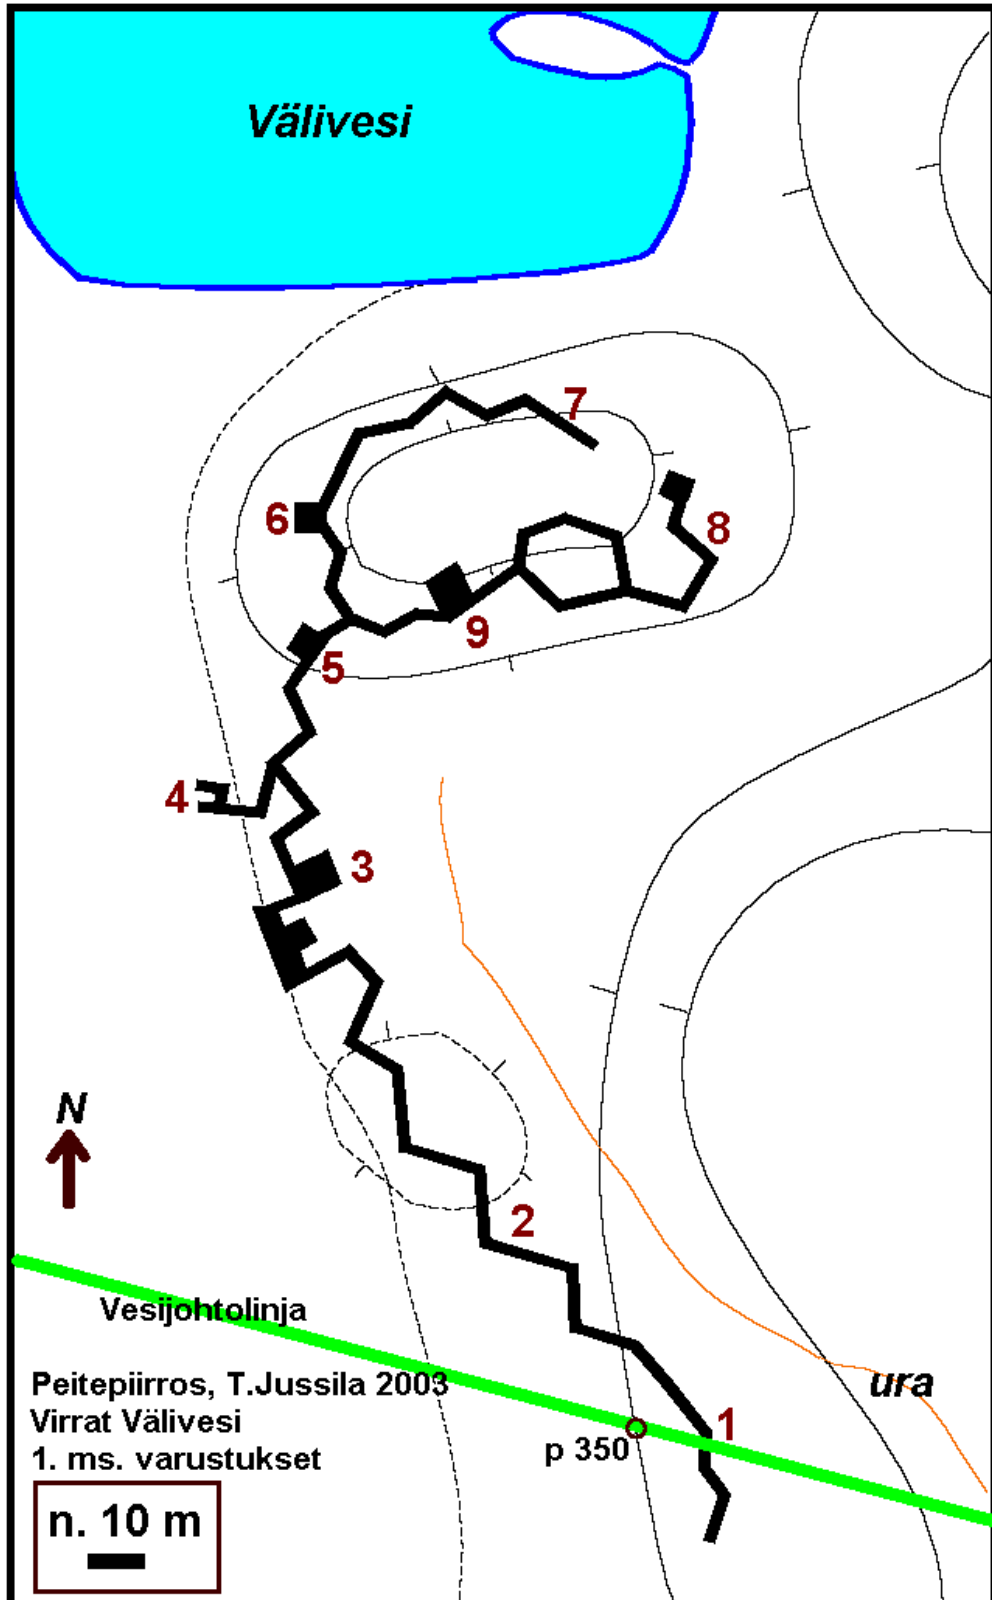 Välivesi
7
6
8
9
5
4
3
N
2
Vesijohtolinja
Peitepiirros, T.Jussila 2003
ura
Virrat Välivesi
1
p 350
1. ms. varustukset
n. 10 m